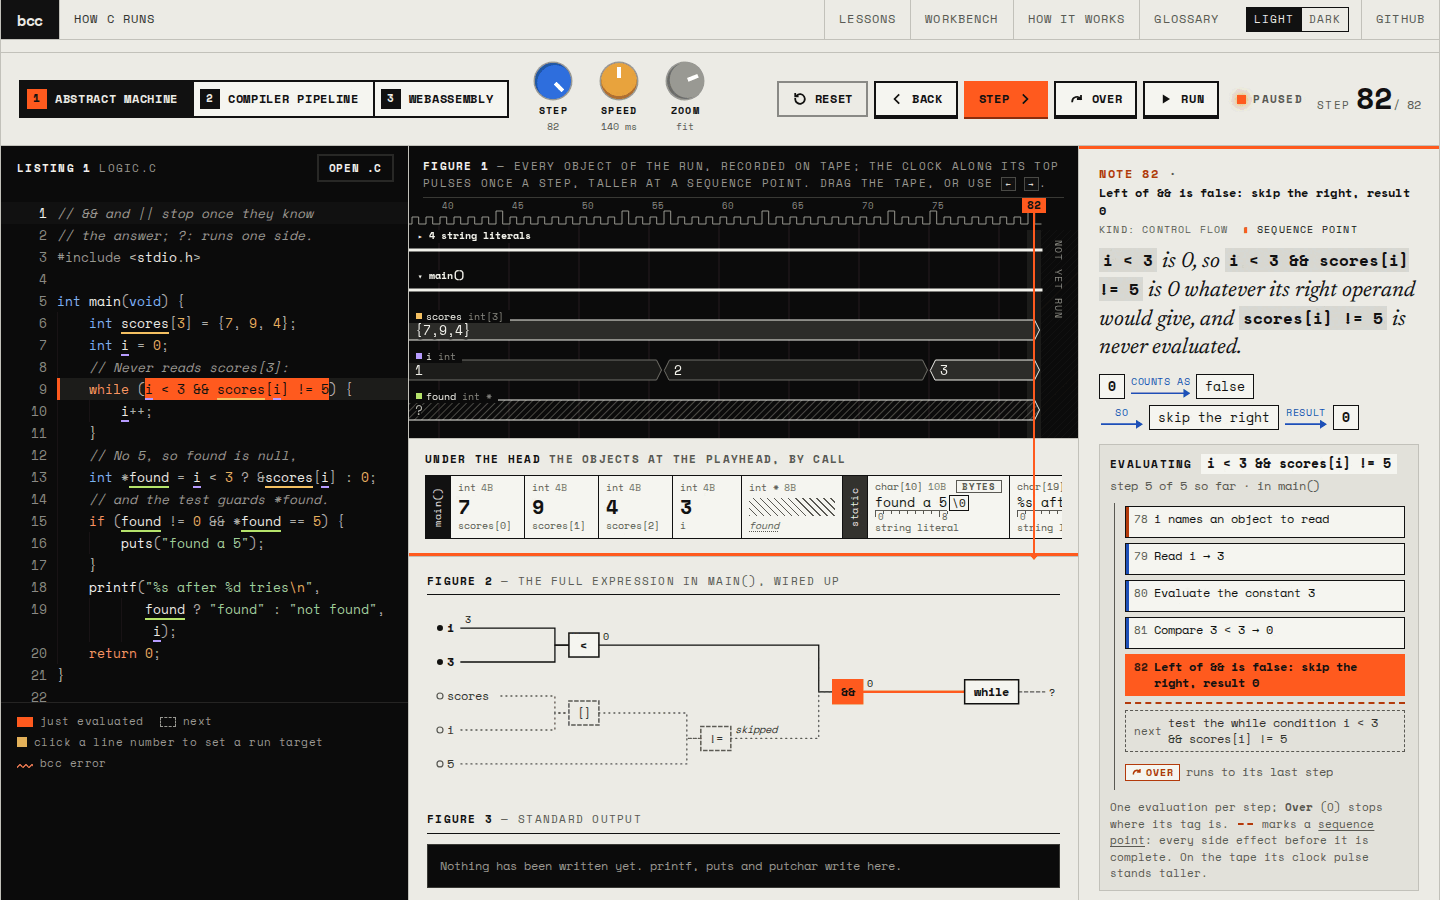 bcc HOW C RUNS LESSONS WORKBENCH HOW IT WORKS GLOSSARY LIGHT DARK GITHUB
1 ABSTRACT MACHINE 2 COMPILER PIPELINE 3 WEBASSEMBLY
STEP SPEED ZOOM
82 140 ms fit
RESET BACK STEP OVER RUN PAUSED STEP 82 / 82
LISTING 1 LOGIC.C OPEN .C
1 // && and || stop once they know
2 // the answer; ?: runs one side.
3 #include <stdio.h>
4
5 int main(void) {
6 int scores[3] = {7, 9, 4};
7 int i = 0;
8 // Never reads scores[3]:
9 while (i < 3 && scores[i] != 5) {
10 i++;
11 }
12 // No 5, so found is null,
13 int *found = i < 3 ? &scores[i] : 0;
14 // and the test guards *found.
15 if (found != 0 && *found == 5) {
16 puts("found a 5");
17 }
18 printf("%s after %d tries\n",
19 found ? "found" : "not found",
i);
20 return 0;
21 }
22
just evaluated next
click a line number to set a run target
bcc error
FIGURE 1 — EVERY OBJECT OF THE RUN, RECORDED ON TAPE; THE CLOCK ALONG ITS TOP
PULSES ONCE A STEP, TALLER AT A SEQUENCE POINT. DRAG THE TAPE, OR USE ← → .
40 45 50 55 60 65 70 75 82
▸ 4 string literals
▾ main()
scores int[3]
{7,9,4}
i int
1 2 3
found int *
?
NOT YET RUN
UNDER THE HEAD THE OBJECTS AT THE PLAYHEAD, BY CALL
main()
int 4B
7
scores[0]
int 4B
9
scores[1]
int 4B
4
scores[2]
int 4B
3
i
int * 8B
found
static
char[10] 10B BYTES
found a 5\0
0 8
string literal
char[19]
%s aft
0
string l
FIGURE 2 — THE FULL EXPRESSION IN MAIN(), WIRED UP
i 3
3
< 0
scores
i
[]
5
!= skipped
&& 0
while ?
FIGURE 3 — STANDARD OUTPUT
Nothing has been written yet. printf, puts and putchar write here.
NOTE 82 ·
Left of && is false: skip the right, result
0
KIND: CONTROL FLOW SEQUENCE POINT
i < 3 is 0, so i < 3 && scores[i]
!= 5 is 0 whatever its right operand
would give, and scores[i] != 5 is
never evaluated.
0 COUNTS AS false
SO skip the right RESULT 0
EVALUATING i < 3 && scores[i] != 5
step 5 of 5 so far · in main()
78 i names an object to read
79 Read i → 3
80 Evaluate the constant 3
81 Compare 3 < 3 → 0
82 Left of && is false: skip the
right, result 0
next test the while condition i < 3
&& scores[i] != 5
OVER runs to its last step
One evaluation per step; Over (O) stops
where its tag is. -- marks a sequence
point: every side effect before it is
complete. On the tape its clock pulse
stands taller.